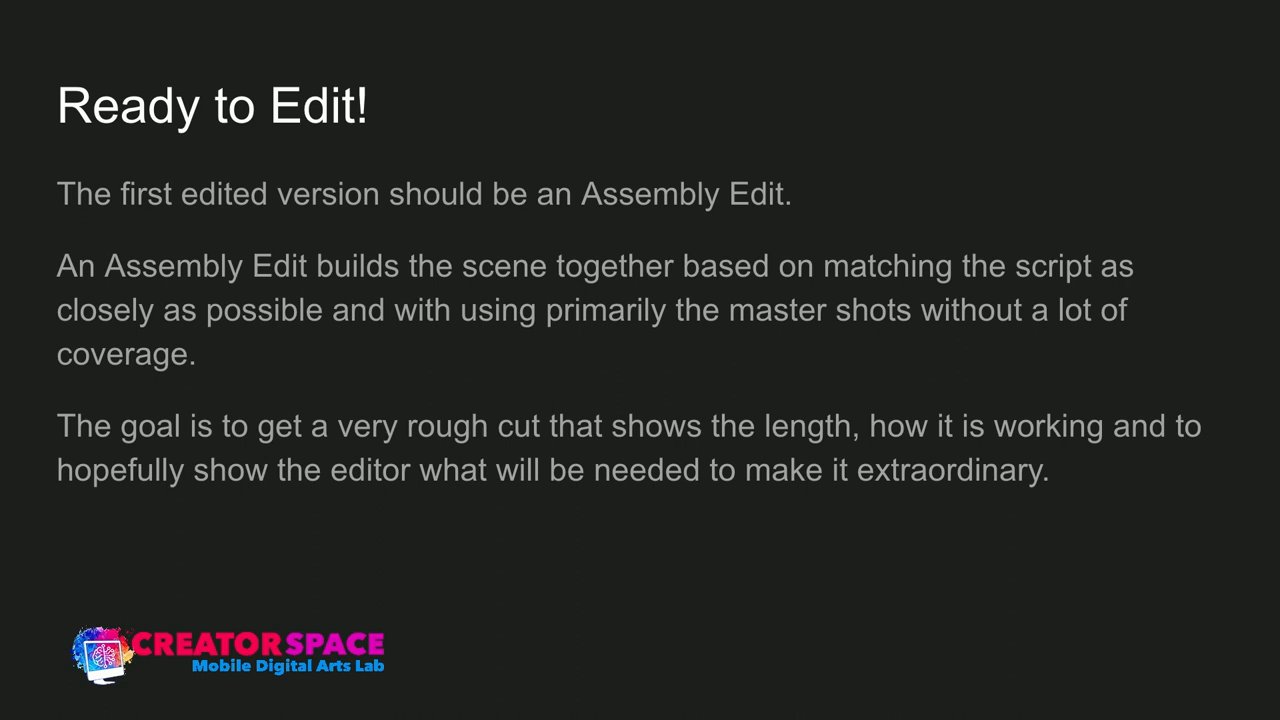 Ready to Edit!
The first edited version should be an Assembly Edit.
An Assembly Edit builds the scene together based on matching the script as
closely as possible and with using primarily the master shots without a lot of
coverage.
The goal is to get a very rough cut that shows the length, how it is working and to
hopefully show the editor what will be needed to make it extraordinary.
CREATORSPACE
Mobile Digital Arts Lab